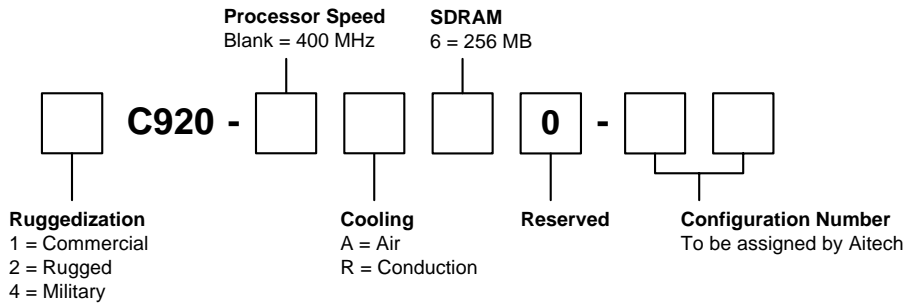 Processor Speed
Blank = 400 MHz
SDRAM
6 = 256 MB
C920 - 0 -
Ruggedization
1 = Commercial
2 = Rugged
4 = Military
Cooling
A = Air
R = Conduction
Reserved
Configuration Number
To be assigned by Aitech